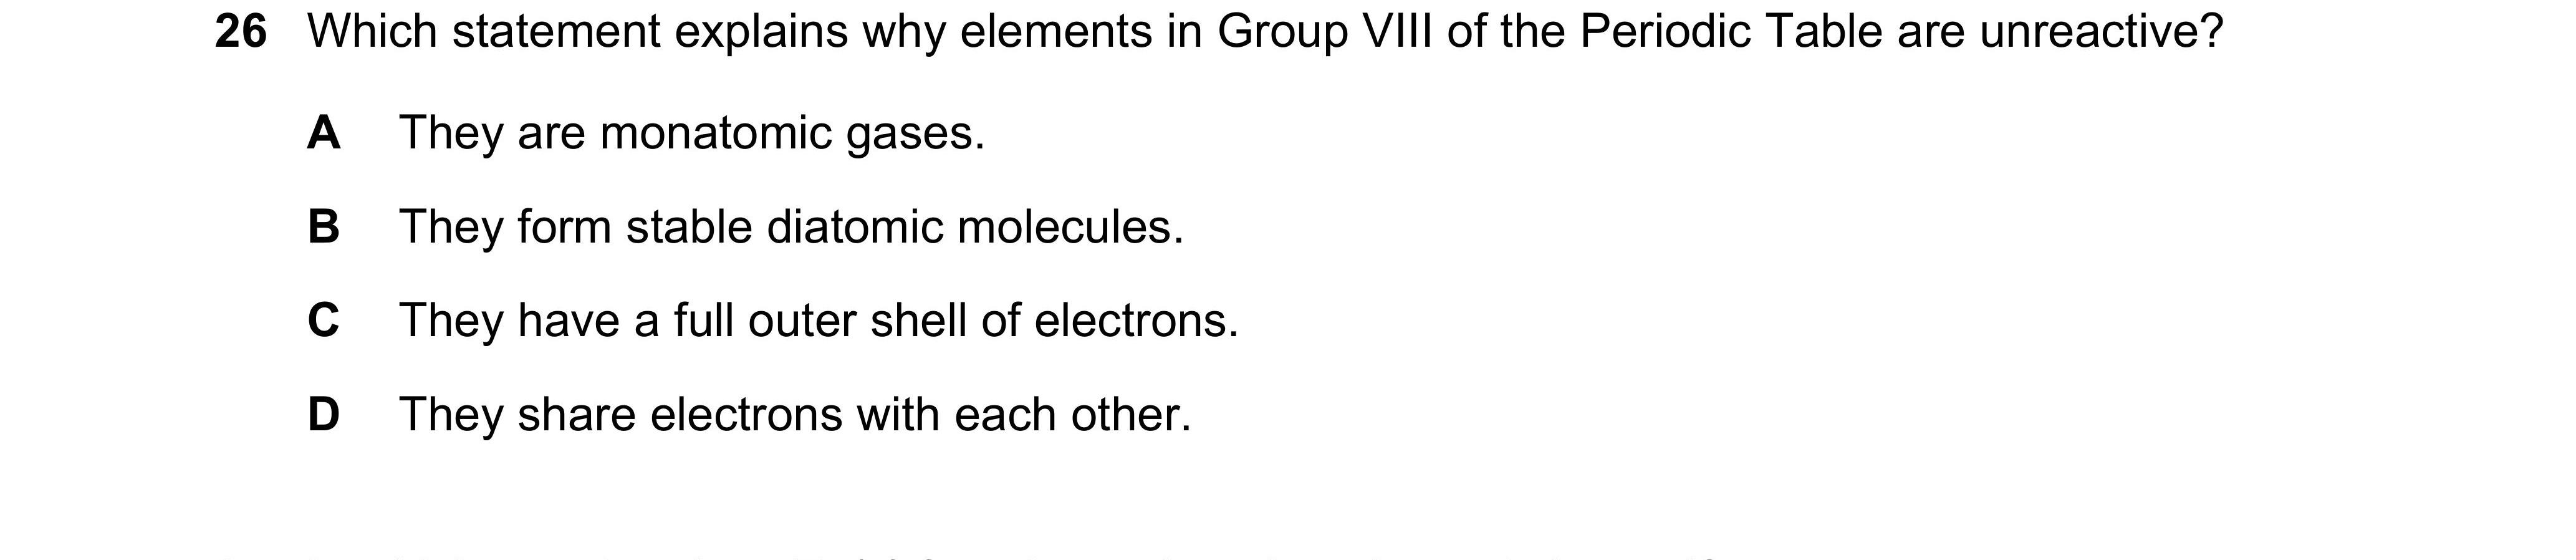 26 Which statement explains why elements in Group VIII of the Periodic Table are unreactive?
A They are monatomic gases.
B They form stable diatomic molecules.
C They have a full outer shell of electrons.
D They share electrons with each other.